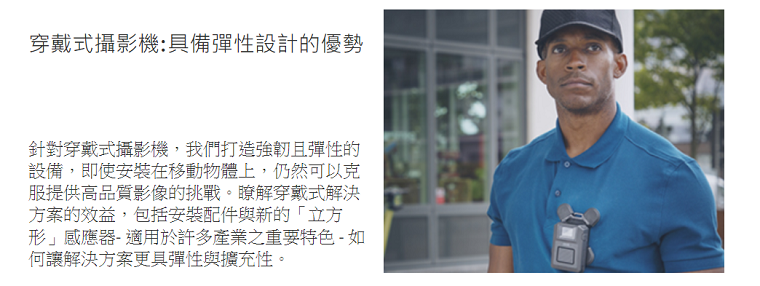 穿戴式攝影機:具備彈性設計的優勢
針對穿戴式攝影機，我們打造強韌且彈性的
設備，即使安裝在移動物體上，仍然可以克
服提供高品質影像的挑戰。瞭解穿戴式解決
方案的效益，包括安裝配件與新的「立方
形」感應器- 適用於許多產業之重要特色 - 如
何讓解決方案更具彈性與擴充性。